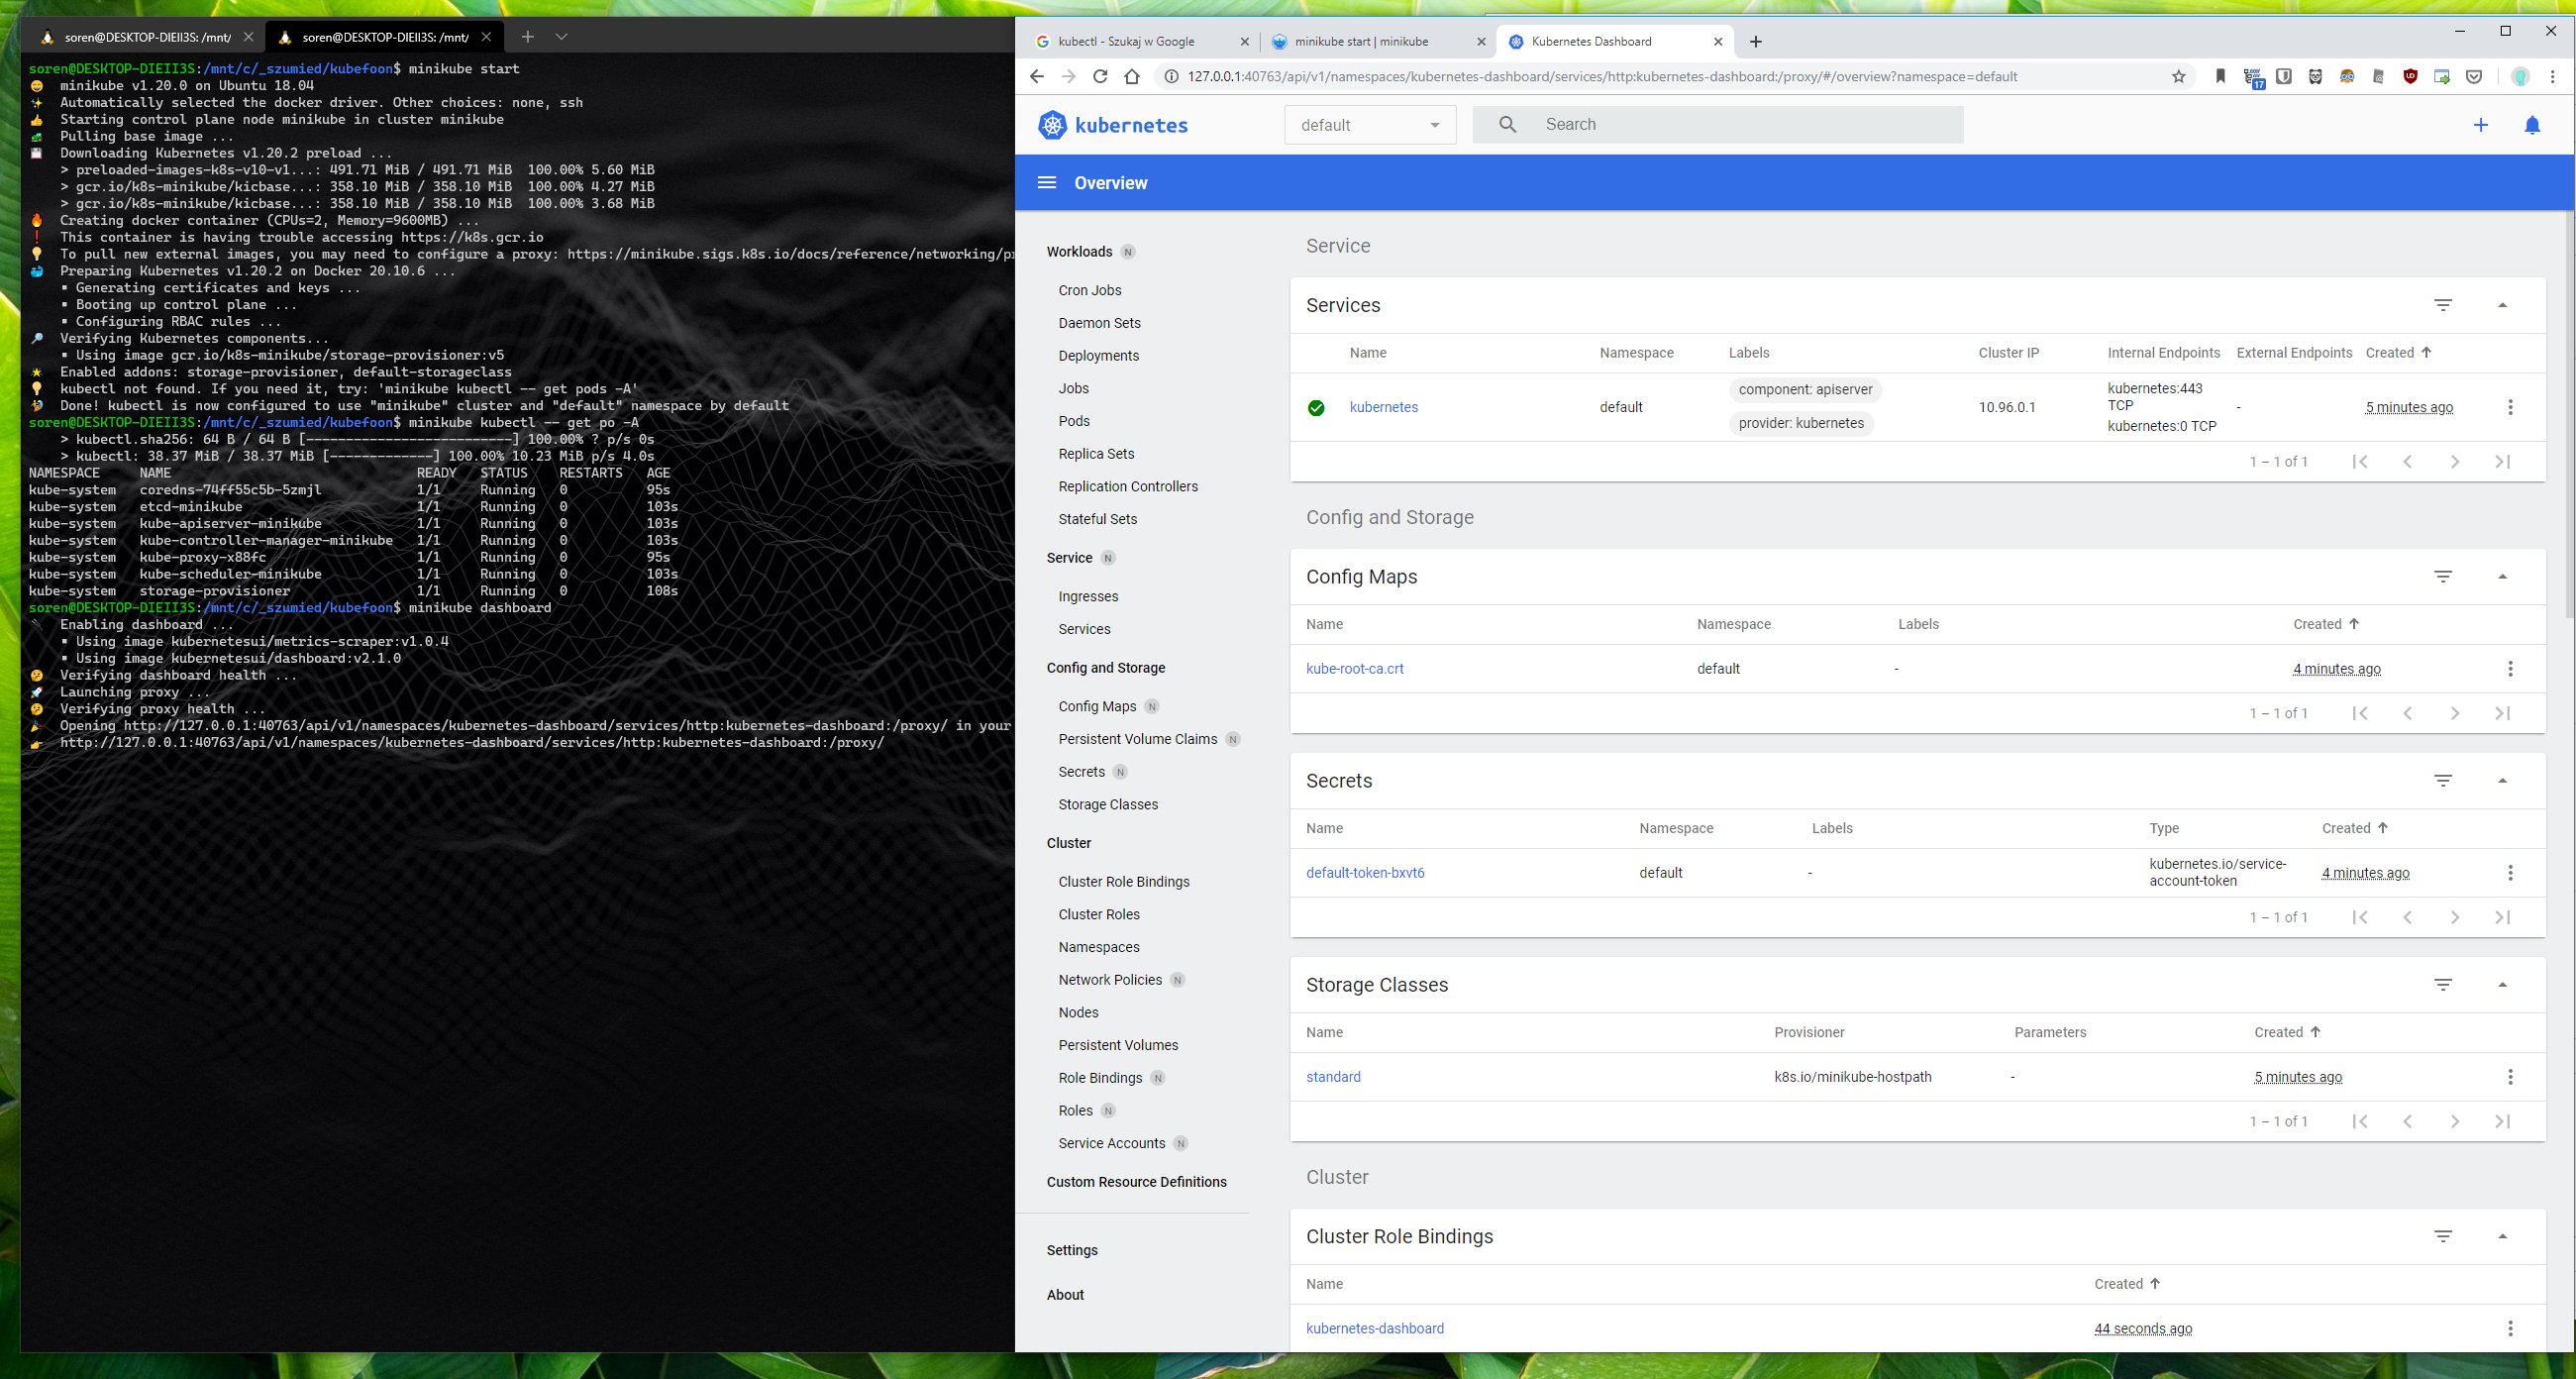 soren@DESKTOP-DIEII3S: /mnt/
soren@DESKTOP-DIEII3S: /mnt/
soren@DESKTOP-DIEII3S:/mnt/c/_szumied/kubefoon$ minikube start
minikube v1.20.0 on Ubuntu 18.04
Automatically selected the docker driver. Other choices: none, ssh
Starting control plane node minikube in cluster minikube
Pulling base image ...
Downloading Kubernetes v1.20.2 preload ...
> preloaded-images-k8s-v10-v1...: 491.71 MiB / 491.71 MiB  100.00% 5.60 MiB
> gcr.io/k8s-minikube/kicbase...: 358.10 MiB / 358.10 MiB  100.00% 4.27 MiB
> gcr.io/k8s-minikube/kicbase...: 358.10 MiB / 358.10 MiB  100.00% 3.68 MiB
Creating docker container (CPUs=2, Memory=9600MB) ...
This container is having trouble accessing https://k8s.gcr.io
To pull new external images, you may need to configure a proxy: https://minikube.sigs.k8s.io/docs/reference/networking/pr
Preparing Kubernetes v1.20.2 on Docker 20.10.6 ...
▪ Generating certificates and keys ...
▪ Booting up control plane ...
▪ Configuring RBAC rules ...
Verifying Kubernetes components...
▪ Using image gcr.io/k8s-minikube/storage-provisioner:v5
Enabled addons: storage-provisioner, default-storageclass
kubectl not found. If you need it, try: 'minikube kubectl -- get pods -A'
Done! kubectl is now configured to use "minikube" cluster and "default" namespace by default
soren@DESKTOP-DIEII3S:/mnt/c/_szumied/kubefoon$ minikube kubectl -- get po -A
> kubectl.sha256: 64 B / 64 B [--------------------------] 100.00% ? p/s 0s
> kubectl: 38.37 MiB / 38.37 MiB [-------------] 100.00% 10.23 MiB p/s 4.0s
NAMESPACE NAME READY STATUS RESTARTS AGE
kube-system coredns-74ff55c5b-5zmjl 1/1 Running 0 95s
kube-system etcd-minikube 1/1 Running 0 103s
kube-system kube-apiserver-minikube 1/1 Running 0 103s
kube-system kube-controller-manager-minikube 1/1 Running 0 103s
kube-system kube-proxy-x88fc 1/1 Running 0 95s
kube-system kube-scheduler-minikube 1/1 Running 0 103s
kube-system storage-provisioner 1/1 Running 0 108s
soren@DESKTOP-DIEII3S:/mnt/c/_szumied/kubefoon$ minikube dashboard
Enabling dashboard ...
▪ Using image kubernetesui/metrics-scraper:v1.0.4
▪ Using image kubernetesui/dashboard:v2.1.0
Verifying dashboard health ...
Launching proxy ...
Verifying proxy health ...
Opening http://127.0.0.1:40763/api/v1/namespaces/kubernetes-dashboard/services/http:kubernetes-dashboard:/proxy/ in your
http://127.0.0.1:40763/api/v1/namespaces/kubernetes-dashboard/services/http:kubernetes-dashboard:/proxy/
kubectl - Szukaj w Google
minikube start | minikube
Kubernetes Dashboard
127.0.0.1:40763/api/v1/namespaces/kubernetes-dashboard/services/http:kubernetes-dashboard:/proxy/#/overview?namespace=default
17
kubernetes
default
Search
Overview
Workloads N
Cron Jobs
Daemon Sets
Deployments
Jobs
Pods
Replica Sets
Replication Controllers
Stateful Sets
Service N
Ingresses
Services
Config and Storage
Config Maps N
Persistent Volume Claims N
Secrets N
Storage Classes
Cluster
Cluster Role Bindings
Cluster Roles
Namespaces
Network Policies N
Nodes
Persistent Volumes
Role Bindings N
Roles N
Service Accounts N
Custom Resource Definitions
Settings
About
Service
Services
Name Namespace Labels Cluster IP Internal Endpoints External Endpoints Created
kubernetes default component: apiserver provider: kubernetes 10.96.0.1 kubernetes:443 TCP kubernetes:0 TCP - 5 minutes ago
1 – 1 of 1
Config and Storage
Config Maps
Name Namespace Labels Created
kube-root-ca.crt default - 4 minutes ago
1 – 1 of 1
Secrets
Name Namespace Labels Type Created
default-token-bxvt6 default - kubernetes.io/service-account-token 4 minutes ago
1 – 1 of 1
Storage Classes
Name Provisioner Parameters Created
standard k8s.io/minikube-hostpath - 5 minutes ago
1 – 1 of 1
Cluster
Cluster Role Bindings
Name Created
kubernetes-dashboard 44 seconds ago